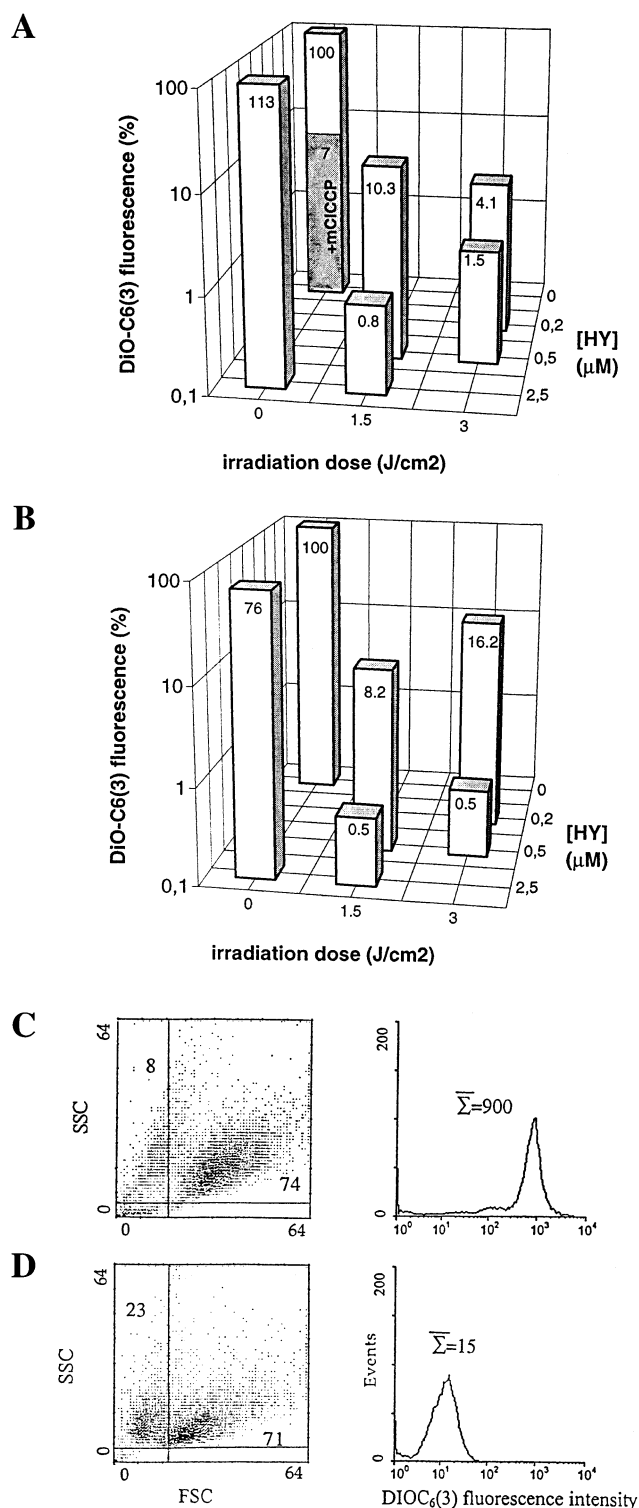 A
DiO-C6(3) fluorescence (%)
100
10
1
0,1
113
100
7
+mClCCP
10.3
4.1
1.5
0.8
0
0,2
0,5
2,5
[HY]
(μM)
0
1.5
3
irradiation dose (J/cm2)
B
DiO-C6(3) fluorescence (%)
100
10
1
0,1
76
100
16.2
8.2
0.5
0.5
0
0,2
0,5
2,5
[HY]
(μM)
0
1.5
3
irradiation dose (J/cm2)
C
64
SSC
0
8
74
0
64
200
0
Σ̅=900
10⁰ 10¹ 10² 10³ 10⁴
D
64
SSC
0
23
71
0
64
FSC
200
Events
0
Σ̅=15
10⁰ 10¹ 10² 10³ 10⁴
DIOC₆(3) fluorescence intensity